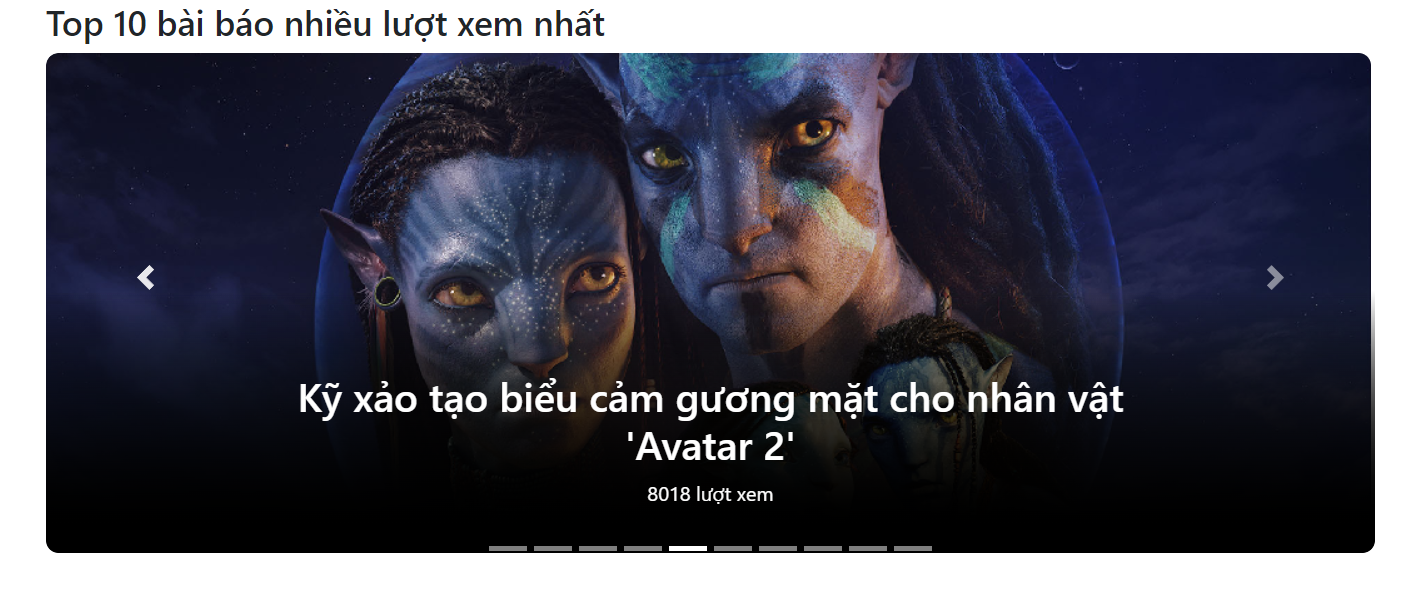 Top 10 bài báo nhiều lượt xem nhất
Kỹ xảo tạo biểu cảm gương mặt cho nhân vật
'Avatar 2'
8018 lượt xem